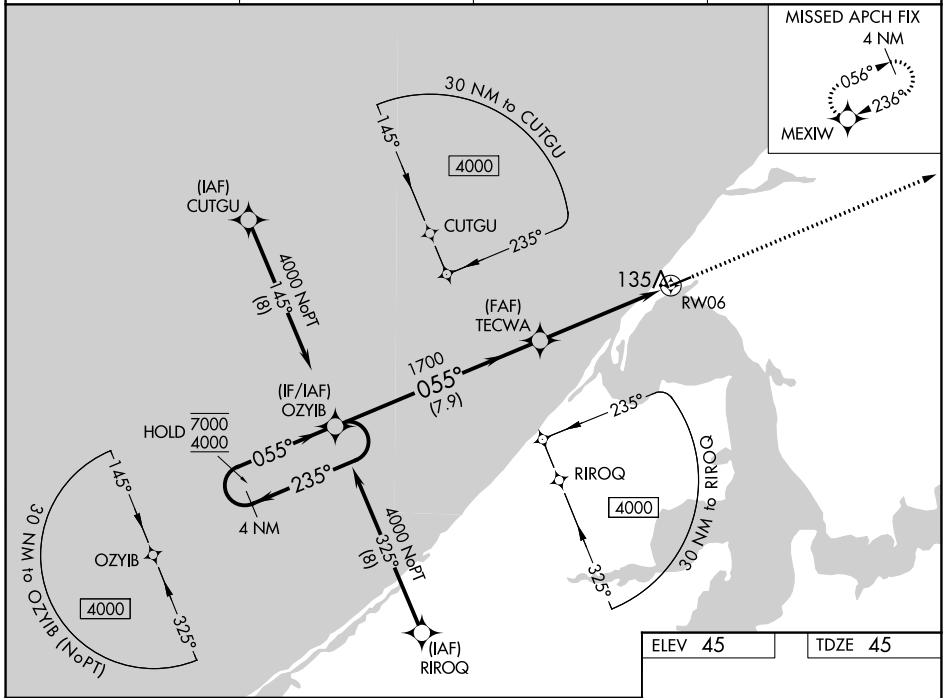 MISSED APCH FIX
4 NM
056°
236°
MEXIW
30 NM to CUTGU
145°
4000
CUTGU
235°
(IAF)
CUTGU
4000 NoPT
145°
(8)
135
RW06
(FAF)
TECWA
1700
055°
(7.9)
(IF/IAF)
OZYIB
HOLD 7000
4000
055°
235°
4 NM
235°
RIROQ
4000
325°
30 NM to RIROQ
145°
OZYIB
4000
325°
30 NM to OZYIB (NoPT)
4000 NoPT
325°
(8)
(IAF)
RIROQ
ELEV 45
TDZE 45